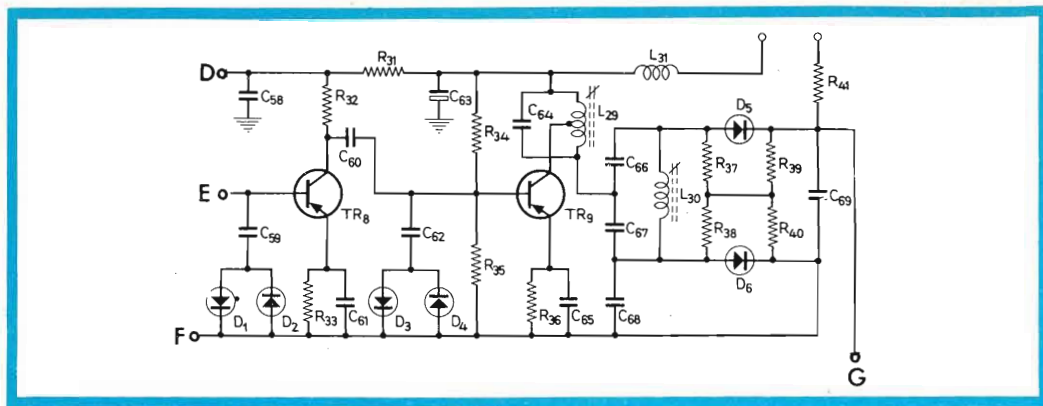 R31
L31
D
C58
R32
C63
C64
L29
R41
D5
R34
C60
C66
R37
R39
L30
E
TR8
TR9
C69
C59
C62
C67
R38
R40
R35
D6
D1
D2
R33
C61
D3
D4
R36
C65
C68
F
G